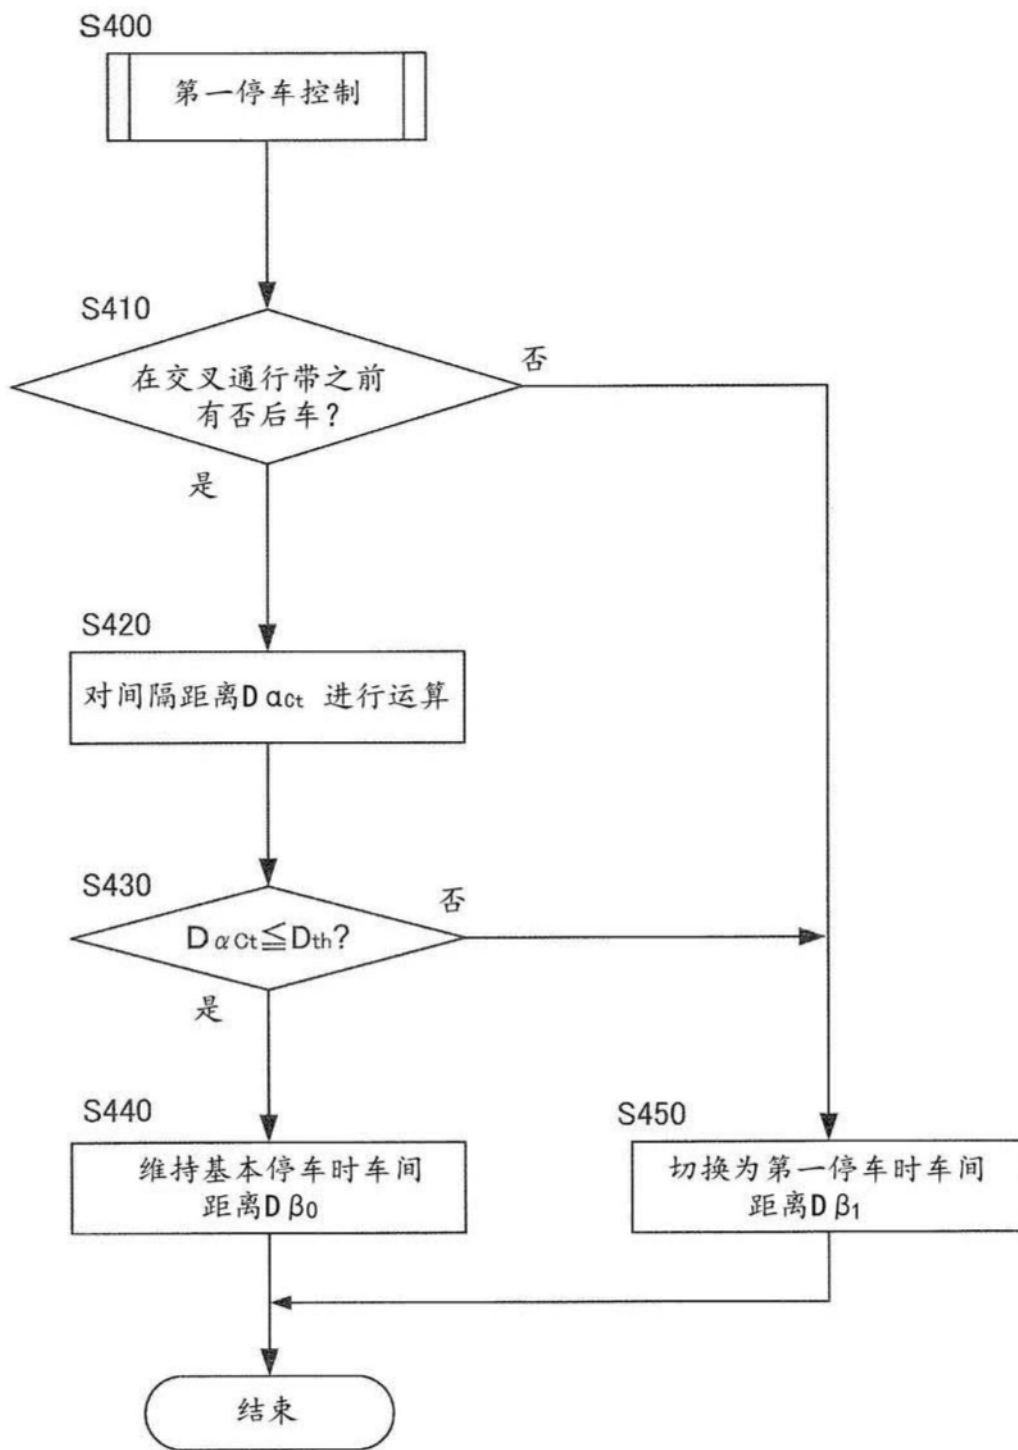 S400
第一停车控制
S410
在交叉通行带之前
有否后车?
否
是
S420
对间隔距离DαCt 进行运算
S430
DαCt≦Dth?
否
是
S440
维持基本停车时车间
距离Dβ0
S450
切换为第一停车时车间
距离Dβ1
结束